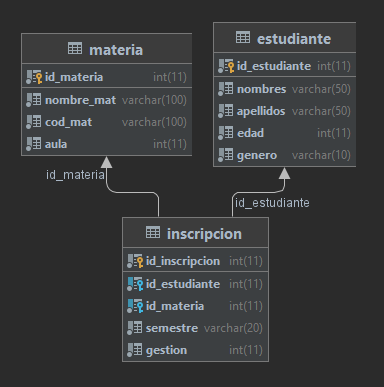 materia
id_materia int(11)
nombre_mat varchar(100)
cod_mat varchar(100)
aula int(11)
estudiante
id_estudiante int(11)
nombres varchar(50)
apellidos varchar(50)
edad int(11)
genero varchar(10)
id_materia
id_estudiante
inscripcion
id_inscripcion int(11)
id_estudiante int(11)
id_materia int(11)
semestre varchar(20)
gestion int(11)